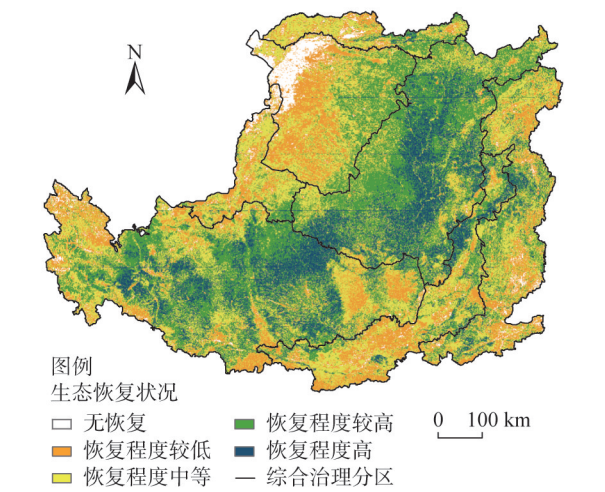 N
图例
生态恢复状况
无恢复
恢复程度较低
恢复程度中等
恢复程度较高
恢复程度高
综合治理分区
0 100 km